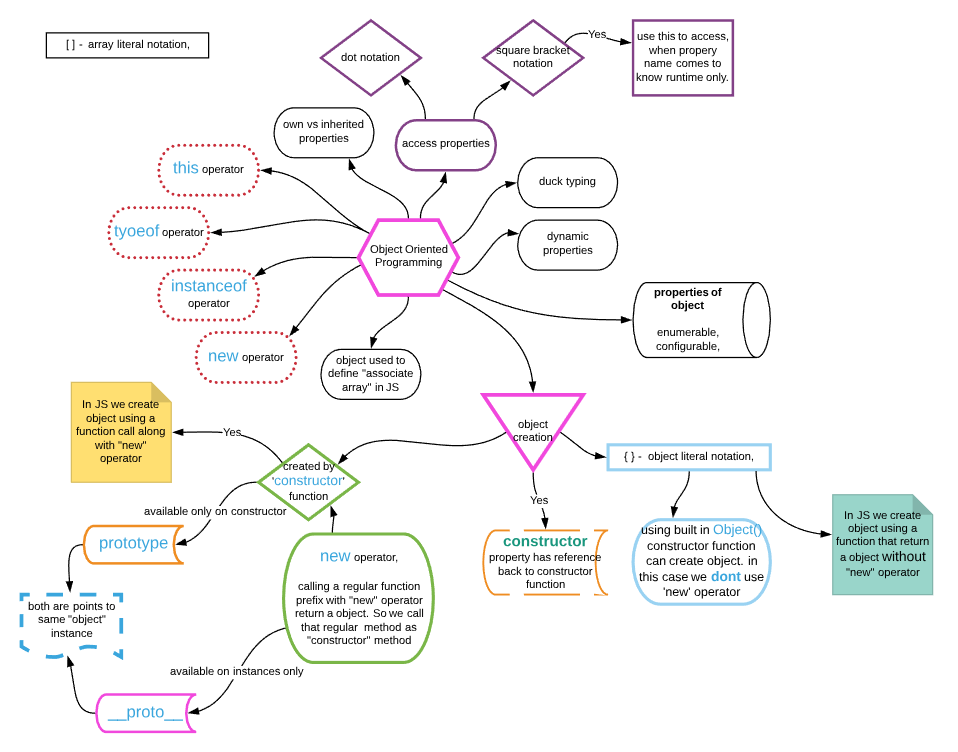 [ ] - array literal notation,
dot notation
square bracket
notation
Yes
use this to access,
when propery
name comes to
know runtime only.
own vs inherited
properties
access properties
this operator
duck typing
tyoeof operator
dynamic
properties
Object Oriented
Programming
instanceof
operator
properties of
object
enumerable,
configurable,
new operator
object used to
define "associate
array" in JS
In JS we create
object using a
function call along
with "new"
operator
Yes
object
creation
{ } - object literal notation,
created by
'constructor'
function
available only on constructor
Yes
prototype
new operator,
calling a regular function
prefix with "new" operator
return a object. So we call
that regular method as
"constructor" method
constructor
property has reference
back to constructor
function
using built in Object()
constructor function
can create object. in
this case we dont use
'new' operator
In JS we create
object using a
function that return
a object without
"new" operator
both are points to
same "object"
instance
available on instances only
__proto__